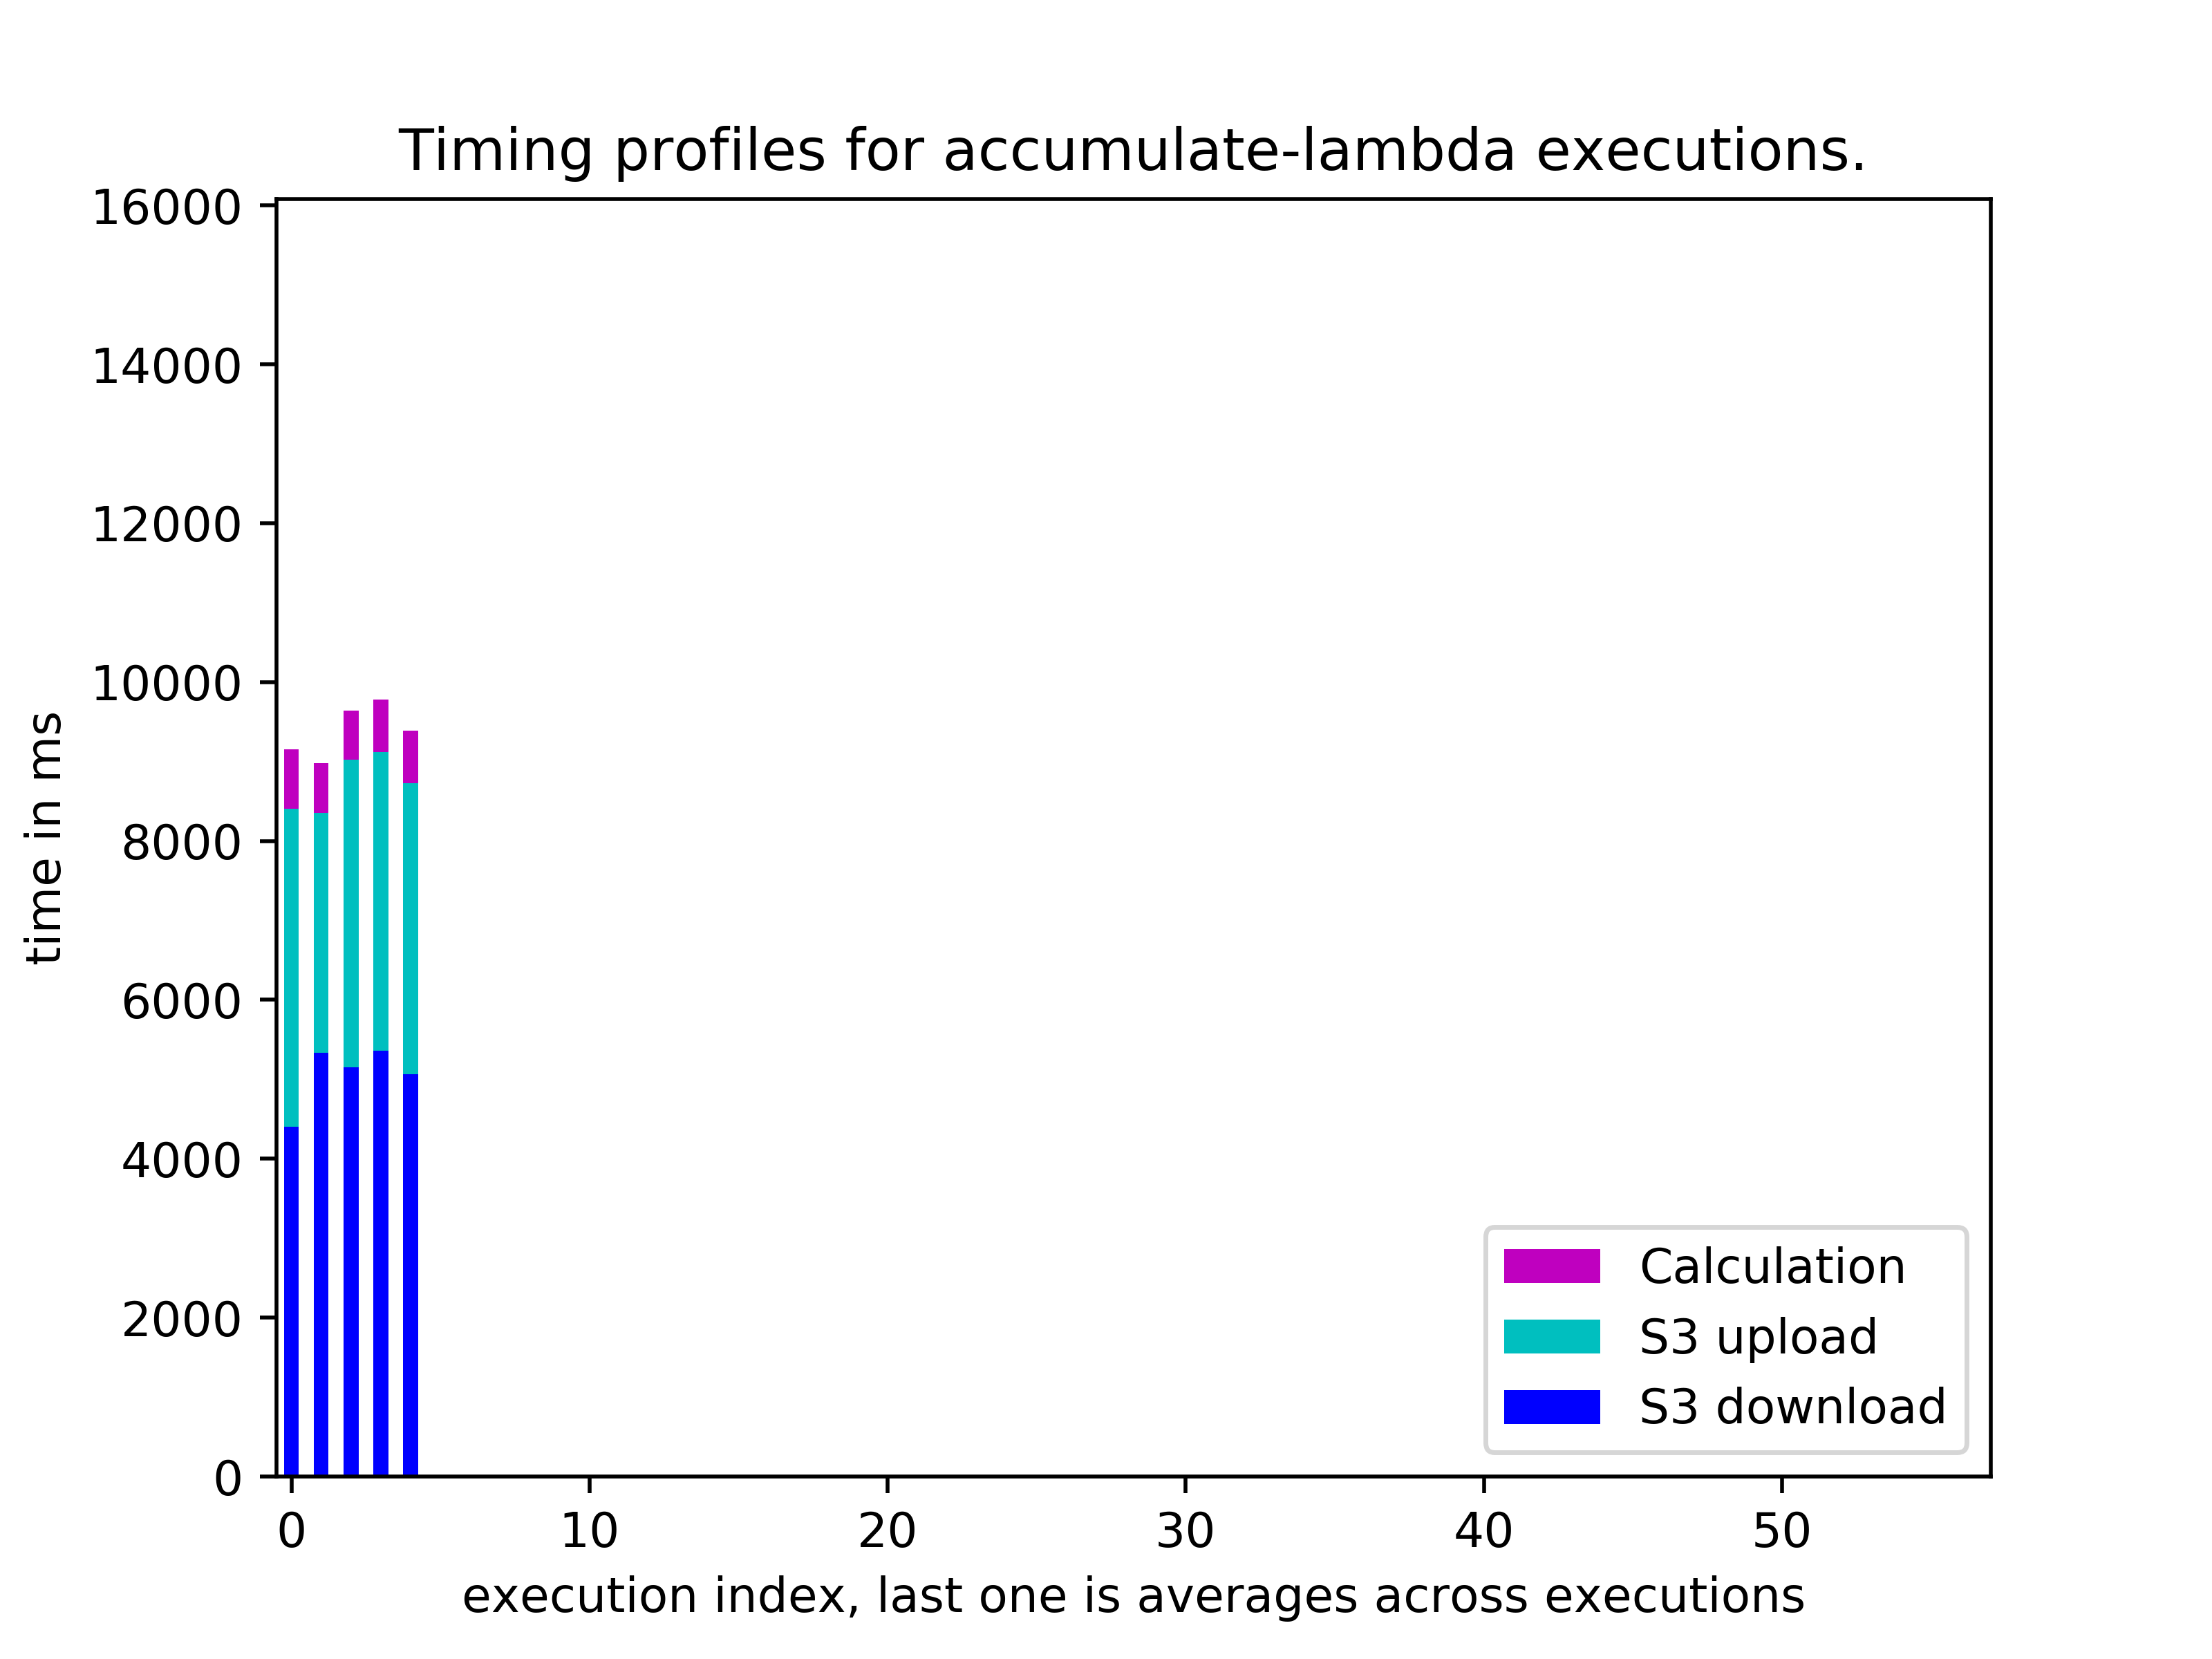 Timing profiles for accumulate-lambda executions.
16000
14000
12000
10000
8000
6000
4000
2000
0
time in ms
Calculation
S3 upload
S3 download
0 10 20 30 40 50
execution index, last one is averages across executions